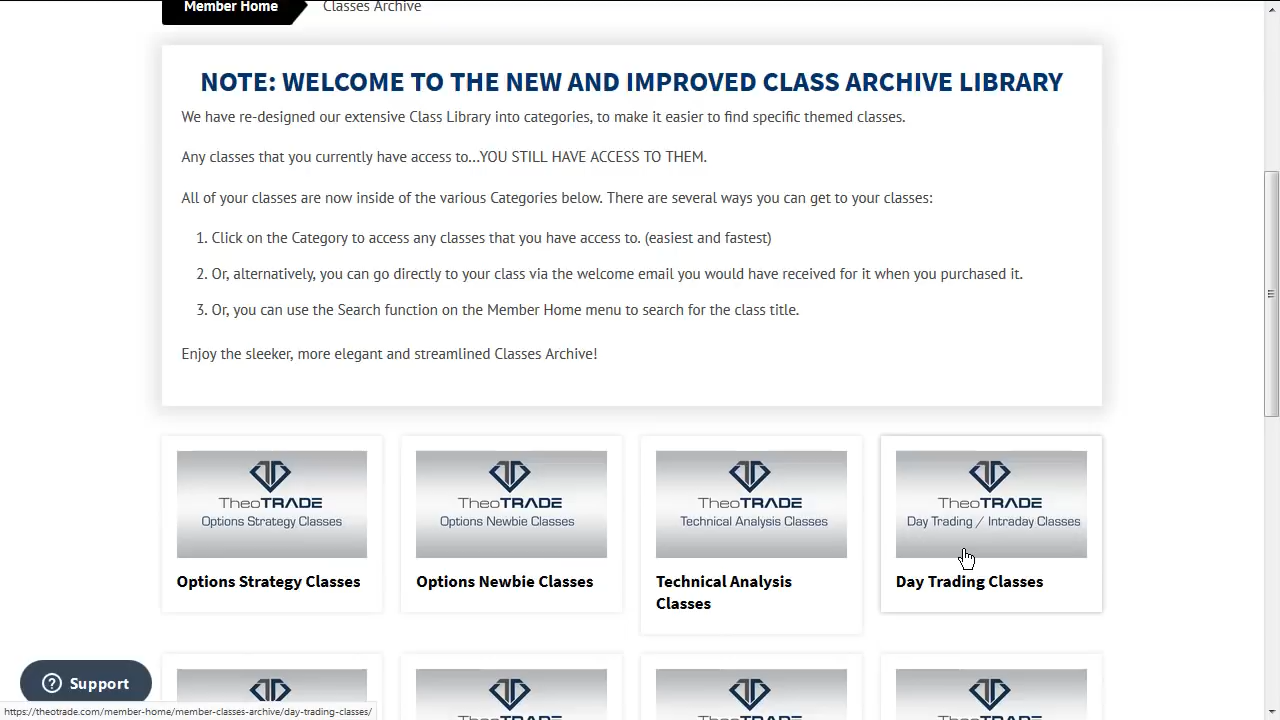 Member Home
Classes Archive
NOTE: WELCOME TO THE NEW AND IMPROVED CLASS ARCHIVE LIBRARY
We have re-designed our extensive Class Library into categories, to make it easier to find specific themed classes.
Any classes that you currently have access to...YOU STILL HAVE ACCESS TO THEM.
All of your classes are now inside of the various Categories below. There are several ways you can get to your classes:
1. Click on the Category to access any classes that you have access to. (easiest and fastest)
2. Or, alternatively, you can go directly to your class via the welcome email you would have received for it when you purchased it.
3. Or, you can use the Search function on the Member Home menu to search for the class title.
Enjoy the sleeker, more elegant and streamlined Classes Archive!
TheoTRADE
Options Strategy Classes
Options Strategy Classes
TheoTRADE
Options Newbie Classes
Options Newbie Classes
TheoTRADE
Technical Analysis Classes
Technical Analysis
Classes
TheoTRADE
Day Trading / Intraday Classes
Day Trading Classes
TheoTRADE
TheoTRADE
TheoTRADE
TheoTRADE
Support
https://theotrade.com/member-home/member-classes-archive/day-trading-classes/